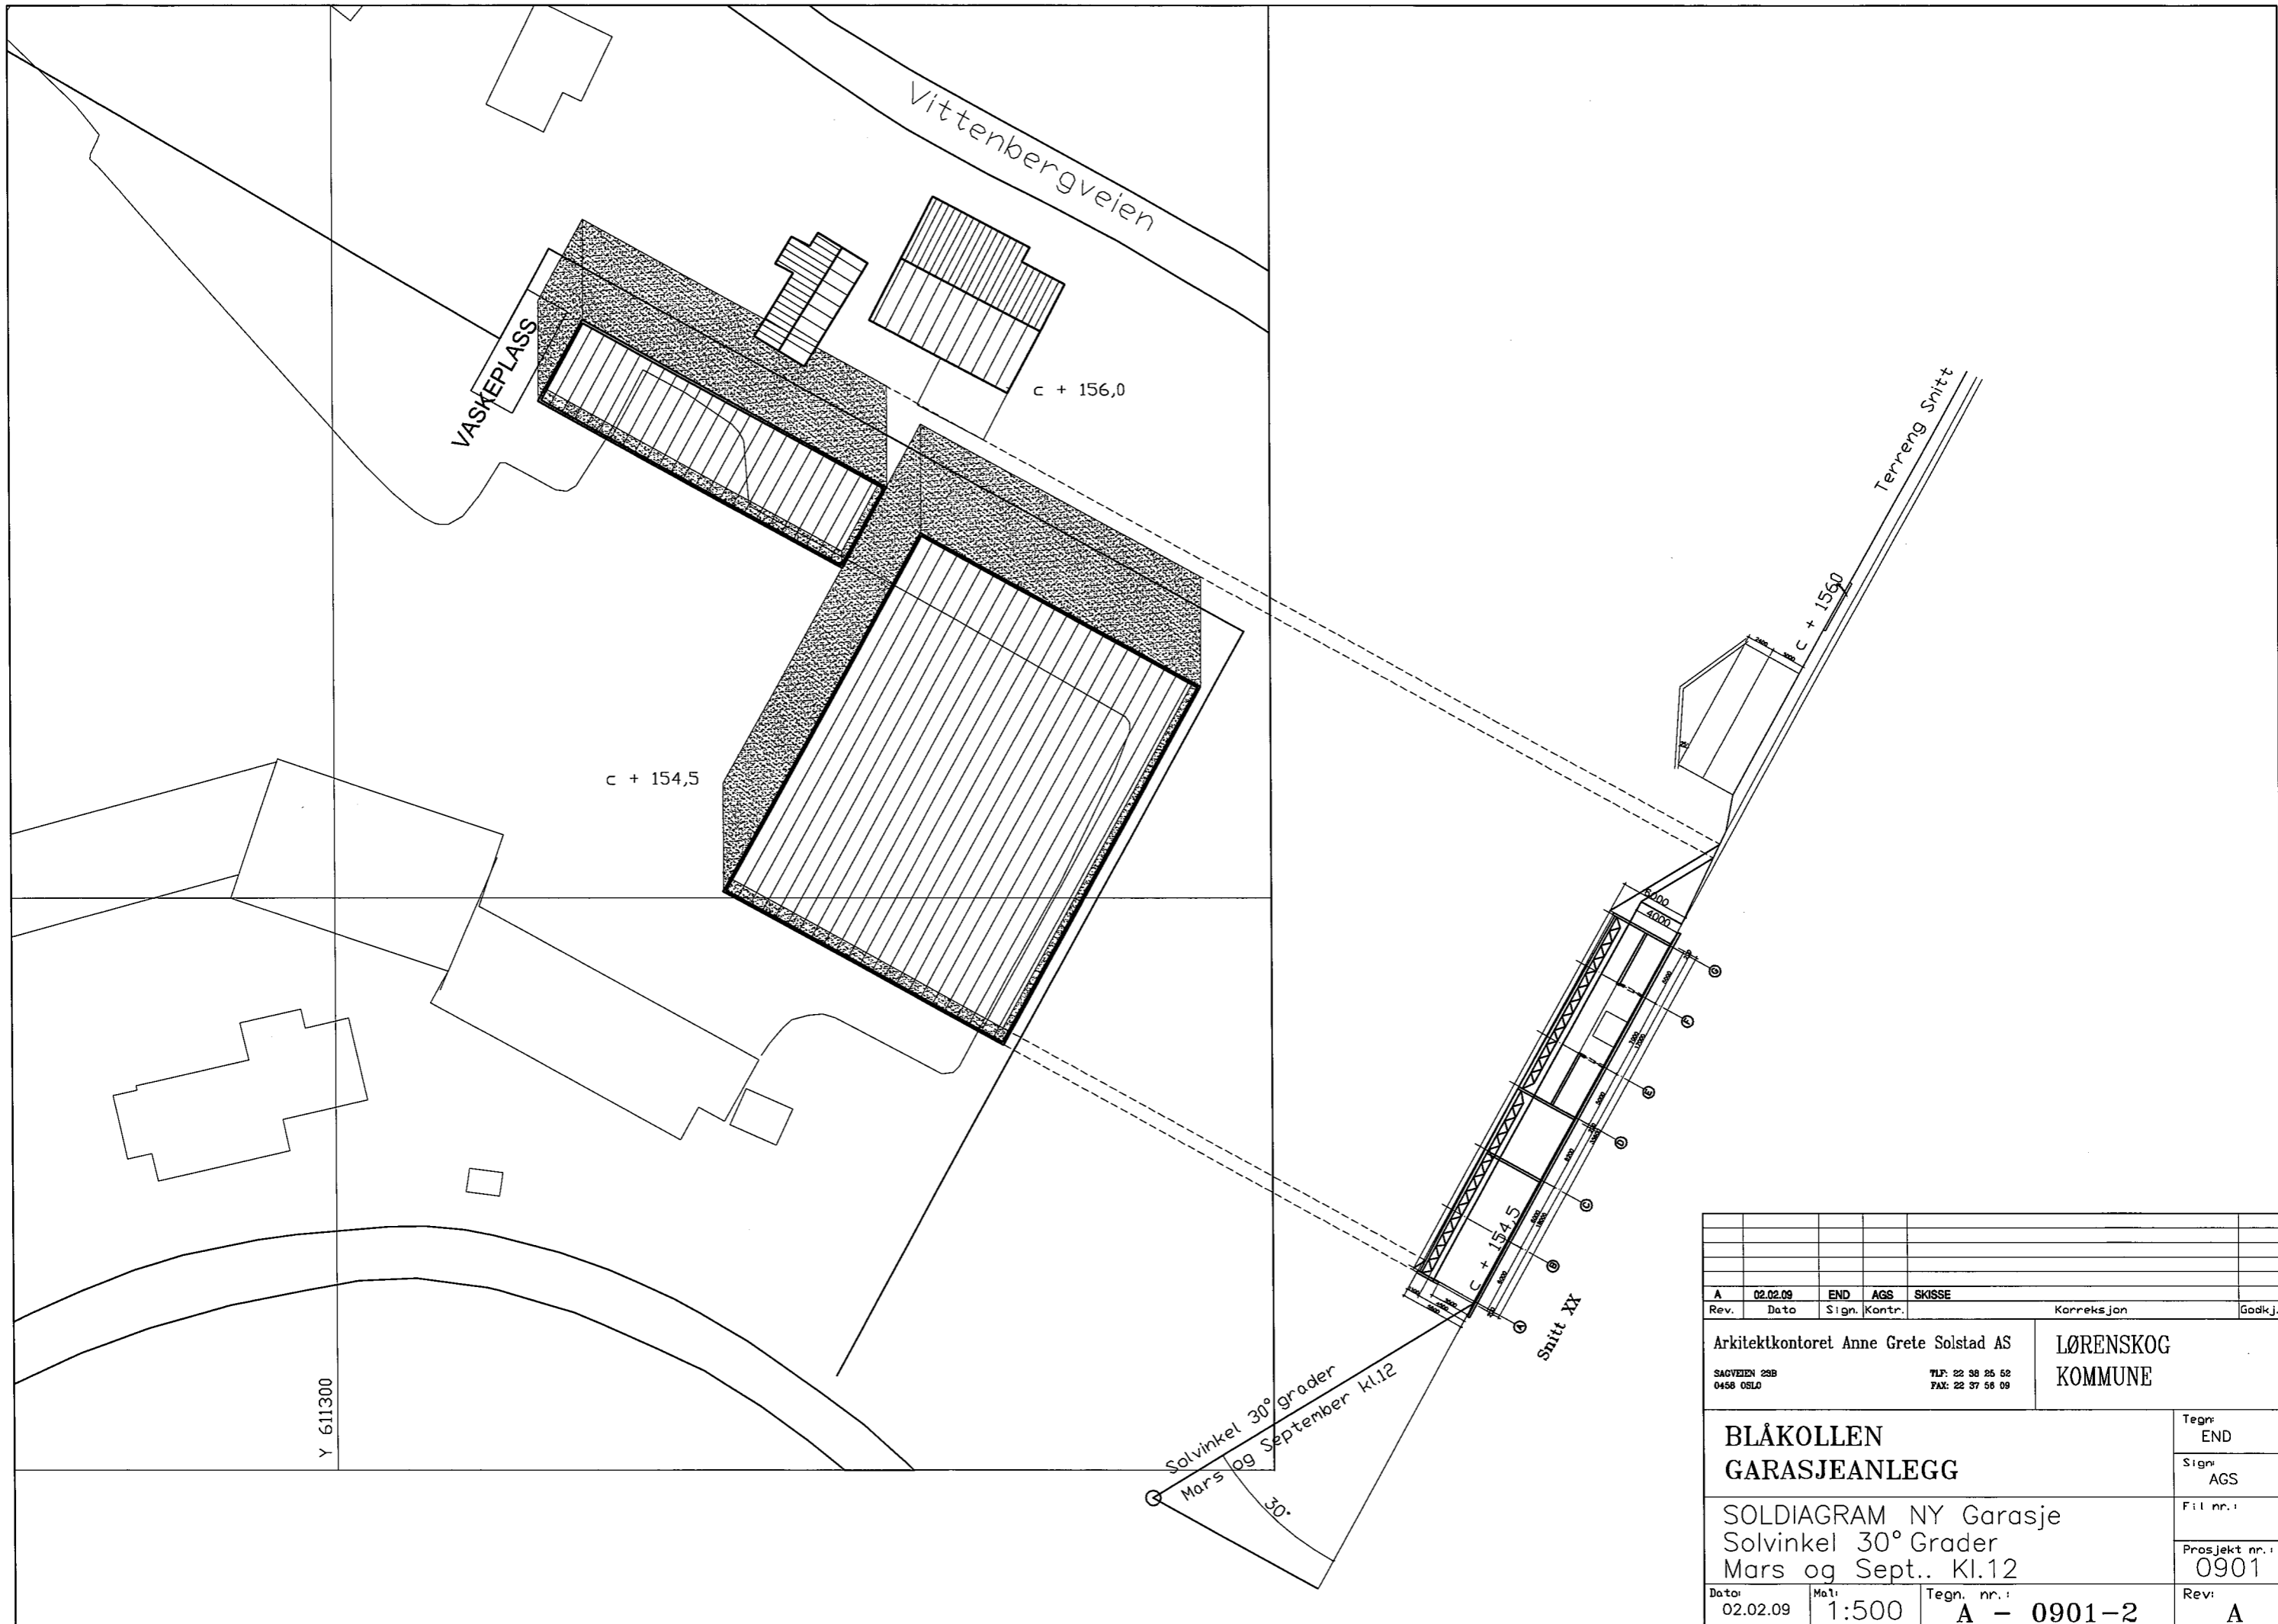 Vittenbergveien
VASKEPLASS
c + 156,0
c + 154,5
Y 611300
Terreng Snitt
c + 156,0
6000
4000
G
F
E
D
C
B
A
c + 154,5
Snitt XX
Solvinkel 30° grader
Mars og September kl.12
30°
A 02.02.09 END AGS SKISSE
Rev. Dato Sign. Kontr. Korreksjon Godkj.
Arkitektkontoret Anne Grete Solstad AS
SAGVEIEN 23B TLF: 22 38 25 52
0458 OSLO FAX: 22 37 56 09
LØRENSKOG
KOMMUNE
BLÅKOLLEN
GARASJEANLEGG
Tegn:
END
Sign:
AGS
SOLDIAGRAM NY Garasje
Solvinkel 30° Grader
Mars og Sept.. Kl.12
Fil nr.:
Prosjekt nr.:
0901
Dato:
02.02.09
Mal:
1:500
Tegn. nr.:
A - 0901-2
Rev:
A